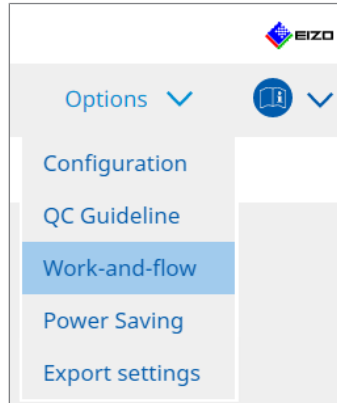 EIZO
Options
Configuration
QC Guideline
Work-and-flow
Power Saving
Export settings